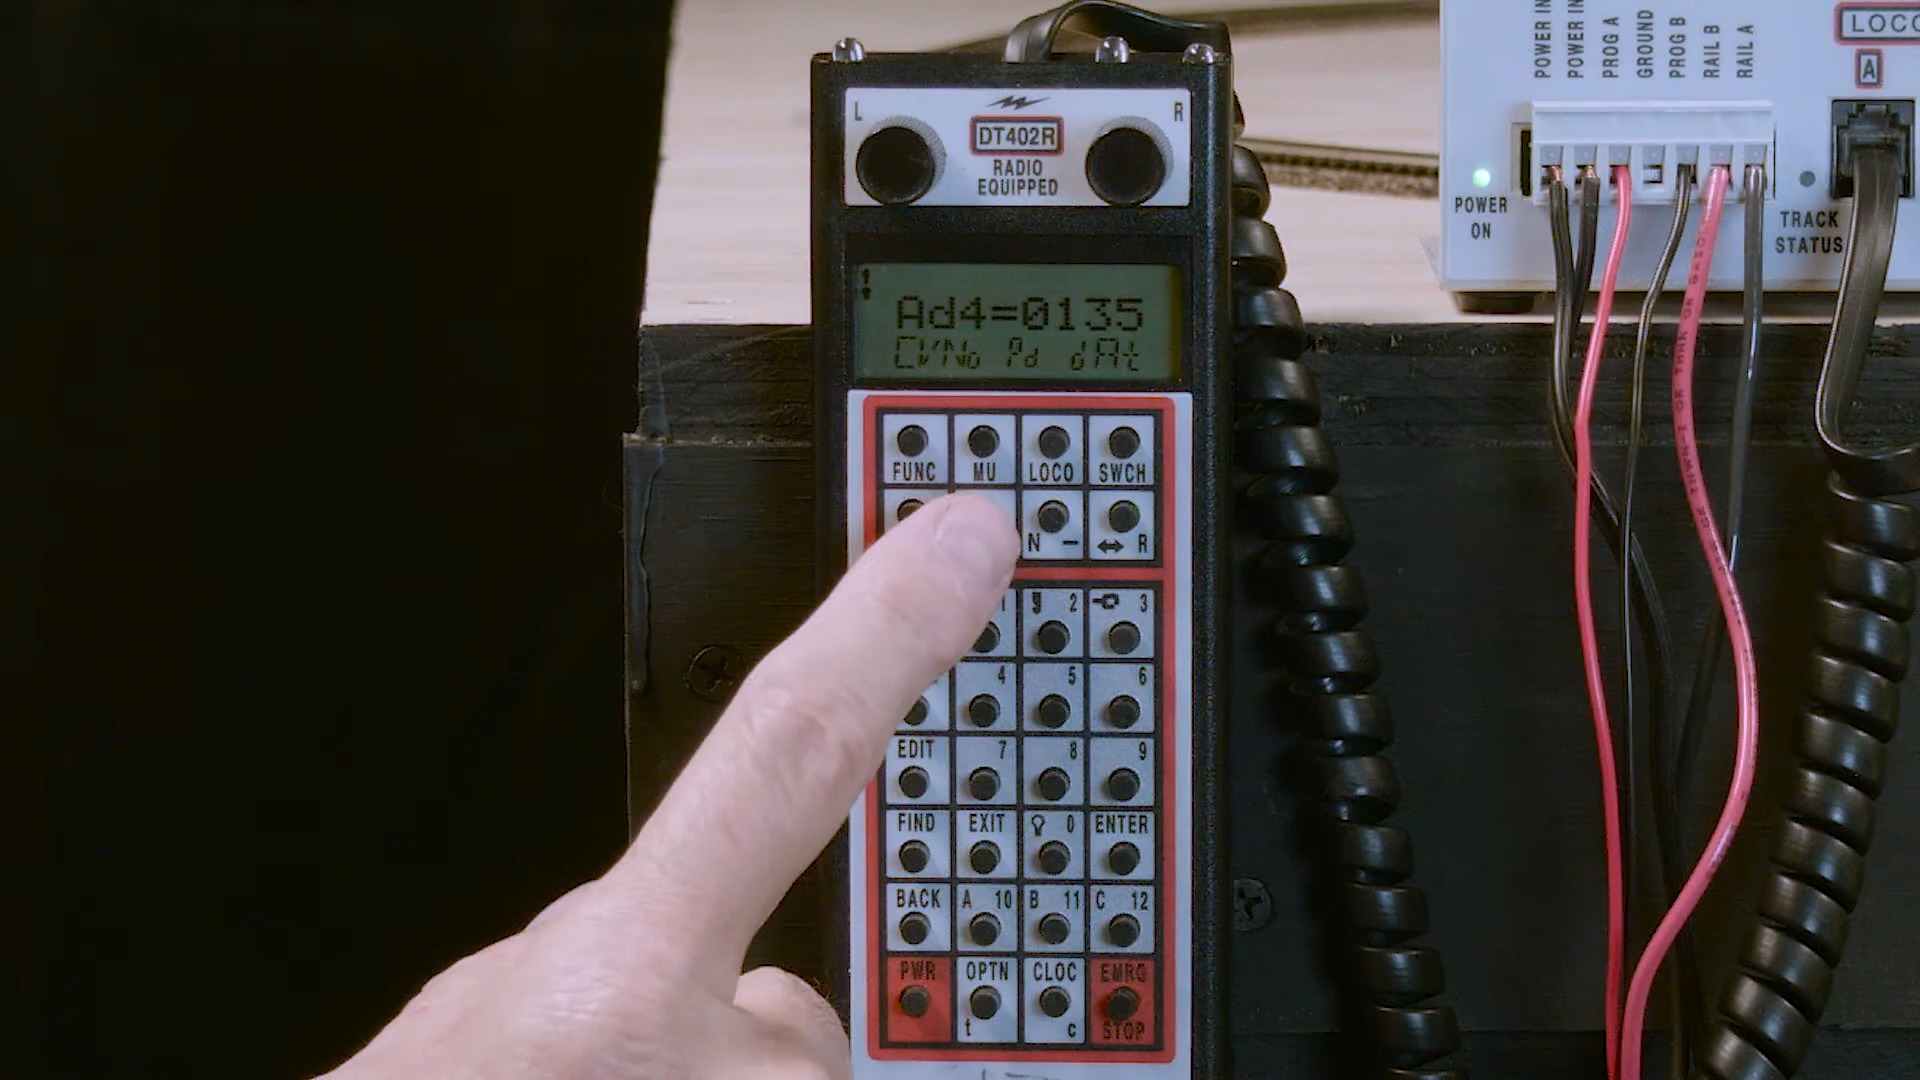 L
R
DT402R
RADIO
EQUIPPED
Ad4=0135
CVNo Pd dAt
FUNC MU LOCO SWCH
N - R
1 2 3
4 5 6
EDIT 7 8 9
FIND EXIT 0 ENTER
BACK A 10 B 11 C 12
PWR OPTN CLOC EMRG
t c STOP
POWER IN
POWER IN
PROG A
GROUND
PROG B
RAIL B
RAIL A
LOCO
A
POWER
ON
TRACK
STATUS